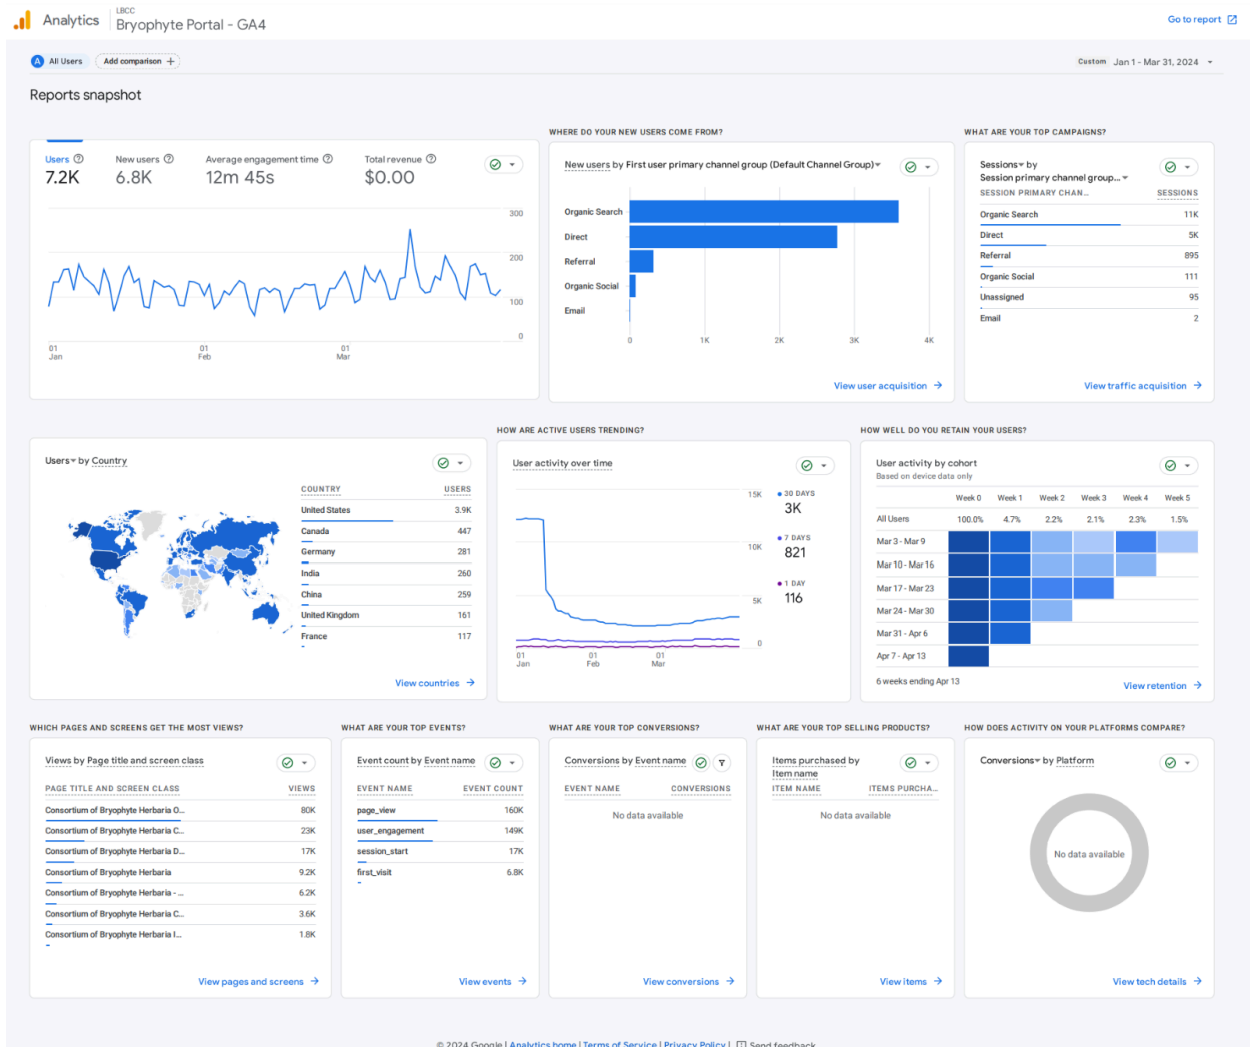 Analytics
LBCC
Bryophyte Portal - GA4
Go to report
A All Users
Add comparison +
Custom Jan 1 - Mar 31, 2024
Reports snapshot
Users
7.2K
New users
6.8K
Average engagement time
12m 45s
Total revenue
$0.00
300
200
100
0
01
Jan
01
Feb
01
Mar
WHERE DO YOUR NEW USERS COME FROM?
New users by First user primary channel group (Default Channel Group)
Organic Search
Direct
Referral
Organic Social
Email
0 1K 2K 3K 4K
View user acquisition
WHAT ARE YOUR TOP CAMPAIGNS?
Sessions by
Session primary channel group...
SESSION PRIMARY CHAN... SESSIONS
Organic Search 11K
Direct 5K
Referral 895
Organic Social 111
Unassigned 95
Email 2
View traffic acquisition
Users by Country
COUNTRY USERS
United States 3.9K
Canada 447
Germany 281
India 260
China 259
United Kingdom 161
France 117
View countries
HOW ARE ACTIVE USERS TRENDING?
User activity over time
15K
10K
5K
0
01
Jan
01
Feb
01
Mar
30 DAYS
3K
7 DAYS
821
1 DAY
116
HOW WELL DO YOU RETAIN YOUR USERS?
User activity by cohort
Based on device data only
Week 0 Week 1 Week 2 Week 3 Week 4 Week 5
All Users 100.0% 4.7% 2.2% 2.1% 2.3% 1.5%
Mar 3 - Mar 9
Mar 10 - Mar 16
Mar 17 - Mar 23
Mar 24 - Mar 30
Mar 31 - Apr 6
Apr 7 - Apr 13
6 weeks ending Apr 13
View retention
WHICH PAGES AND SCREENS GET THE MOST VIEWS?
Views by Page title and screen class
PAGE TITLE AND SCREEN CLASS VIEWS
Consortium of Bryophyte Herbaria O... 80K
Consortium of Bryophyte Herbaria C... 23K
Consortium of Bryophyte Herbaria D... 17K
Consortium of Bryophyte Herbaria 9.2K
Consortium of Bryophyte Herbaria - ... 6.2K
Consortium of Bryophyte Herbaria C... 3.6K
Consortium of Bryophyte Herbaria I... 1.8K
View pages and screens
WHAT ARE YOUR TOP EVENTS?
Event count by Event name
EVENT NAME EVENT COUNT
page_view 160K
user_engagement 149K
session_start 17K
first_visit 6.8K
View events
WHAT ARE YOUR TOP CONVERSIONS?
Conversions by Event name
EVENT NAME CONVERSIONS
No data available
View conversions
WHAT ARE YOUR TOP SELLING PRODUCTS?
Items purchased by
Item name
ITEM NAME ITEMS PURCHA...
No data available
View items
HOW DOES ACTIVITY ON YOUR PLATFORMS COMPARE?
Conversions by Platform
No data available
View tech details
© 2024 Google | Analytics home | Terms of Service | Privacy Policy | Send feedback